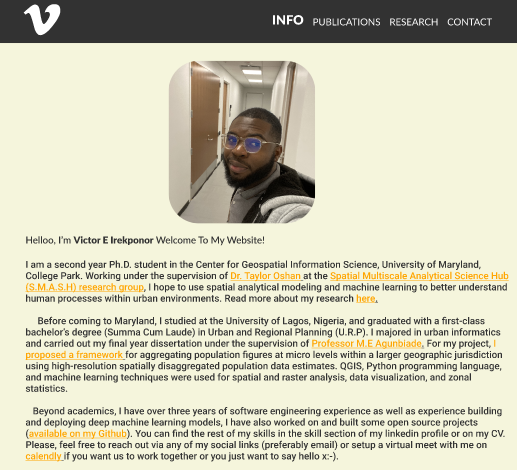 INFO PUBLICATIONS RESEARCH CONTACT
Helloo, I'm Victor E Irekponor Welcome To My Website!
I am a second year Ph.D. student in the Center for Geospatial Information Science, University of Maryland,
College Park. Working under the supervision of Dr. Taylor Oshan at the Spatial Multiscale Analytical Science Hub
(S.M.A.S.H) research group, I hope to use spatial analytical modeling and machine learning to better understand
human processes within urban environments. Read more about my research here.
Before coming to Maryland, I studied at the University of Lagos, Nigeria, and graduated with a first-class
bachelor's degree (Summa Cum Laude) in Urban and Regional Planning (U.R.P). I majored in urban informatics
and carried out my final year dissertation under the supervision of Professor M.E Agunbiade. For my project, I
proposed a framework for aggregating population figures at micro levels within a larger geographic jurisdiction
using high-resolution spatially disaggregated population data estimates. QGIS, Python programming language,
and machine learning techniques were used for spatial and raster analysis, data visualization, and zonal
statistics.
Beyond academics, I have over three years of software engineering experience as well as experience building
and deploying deep machine learning models, I have also worked on and built some open source projects
(available on my Github). You can find the rest of my skills in the skill section of my linkedin profile or on my CV.
Please, feel free to reach out via any of my social links (preferably email) or setup a virtual meet with me on
calendly if you want us to work together or you just want to say hello x:-).